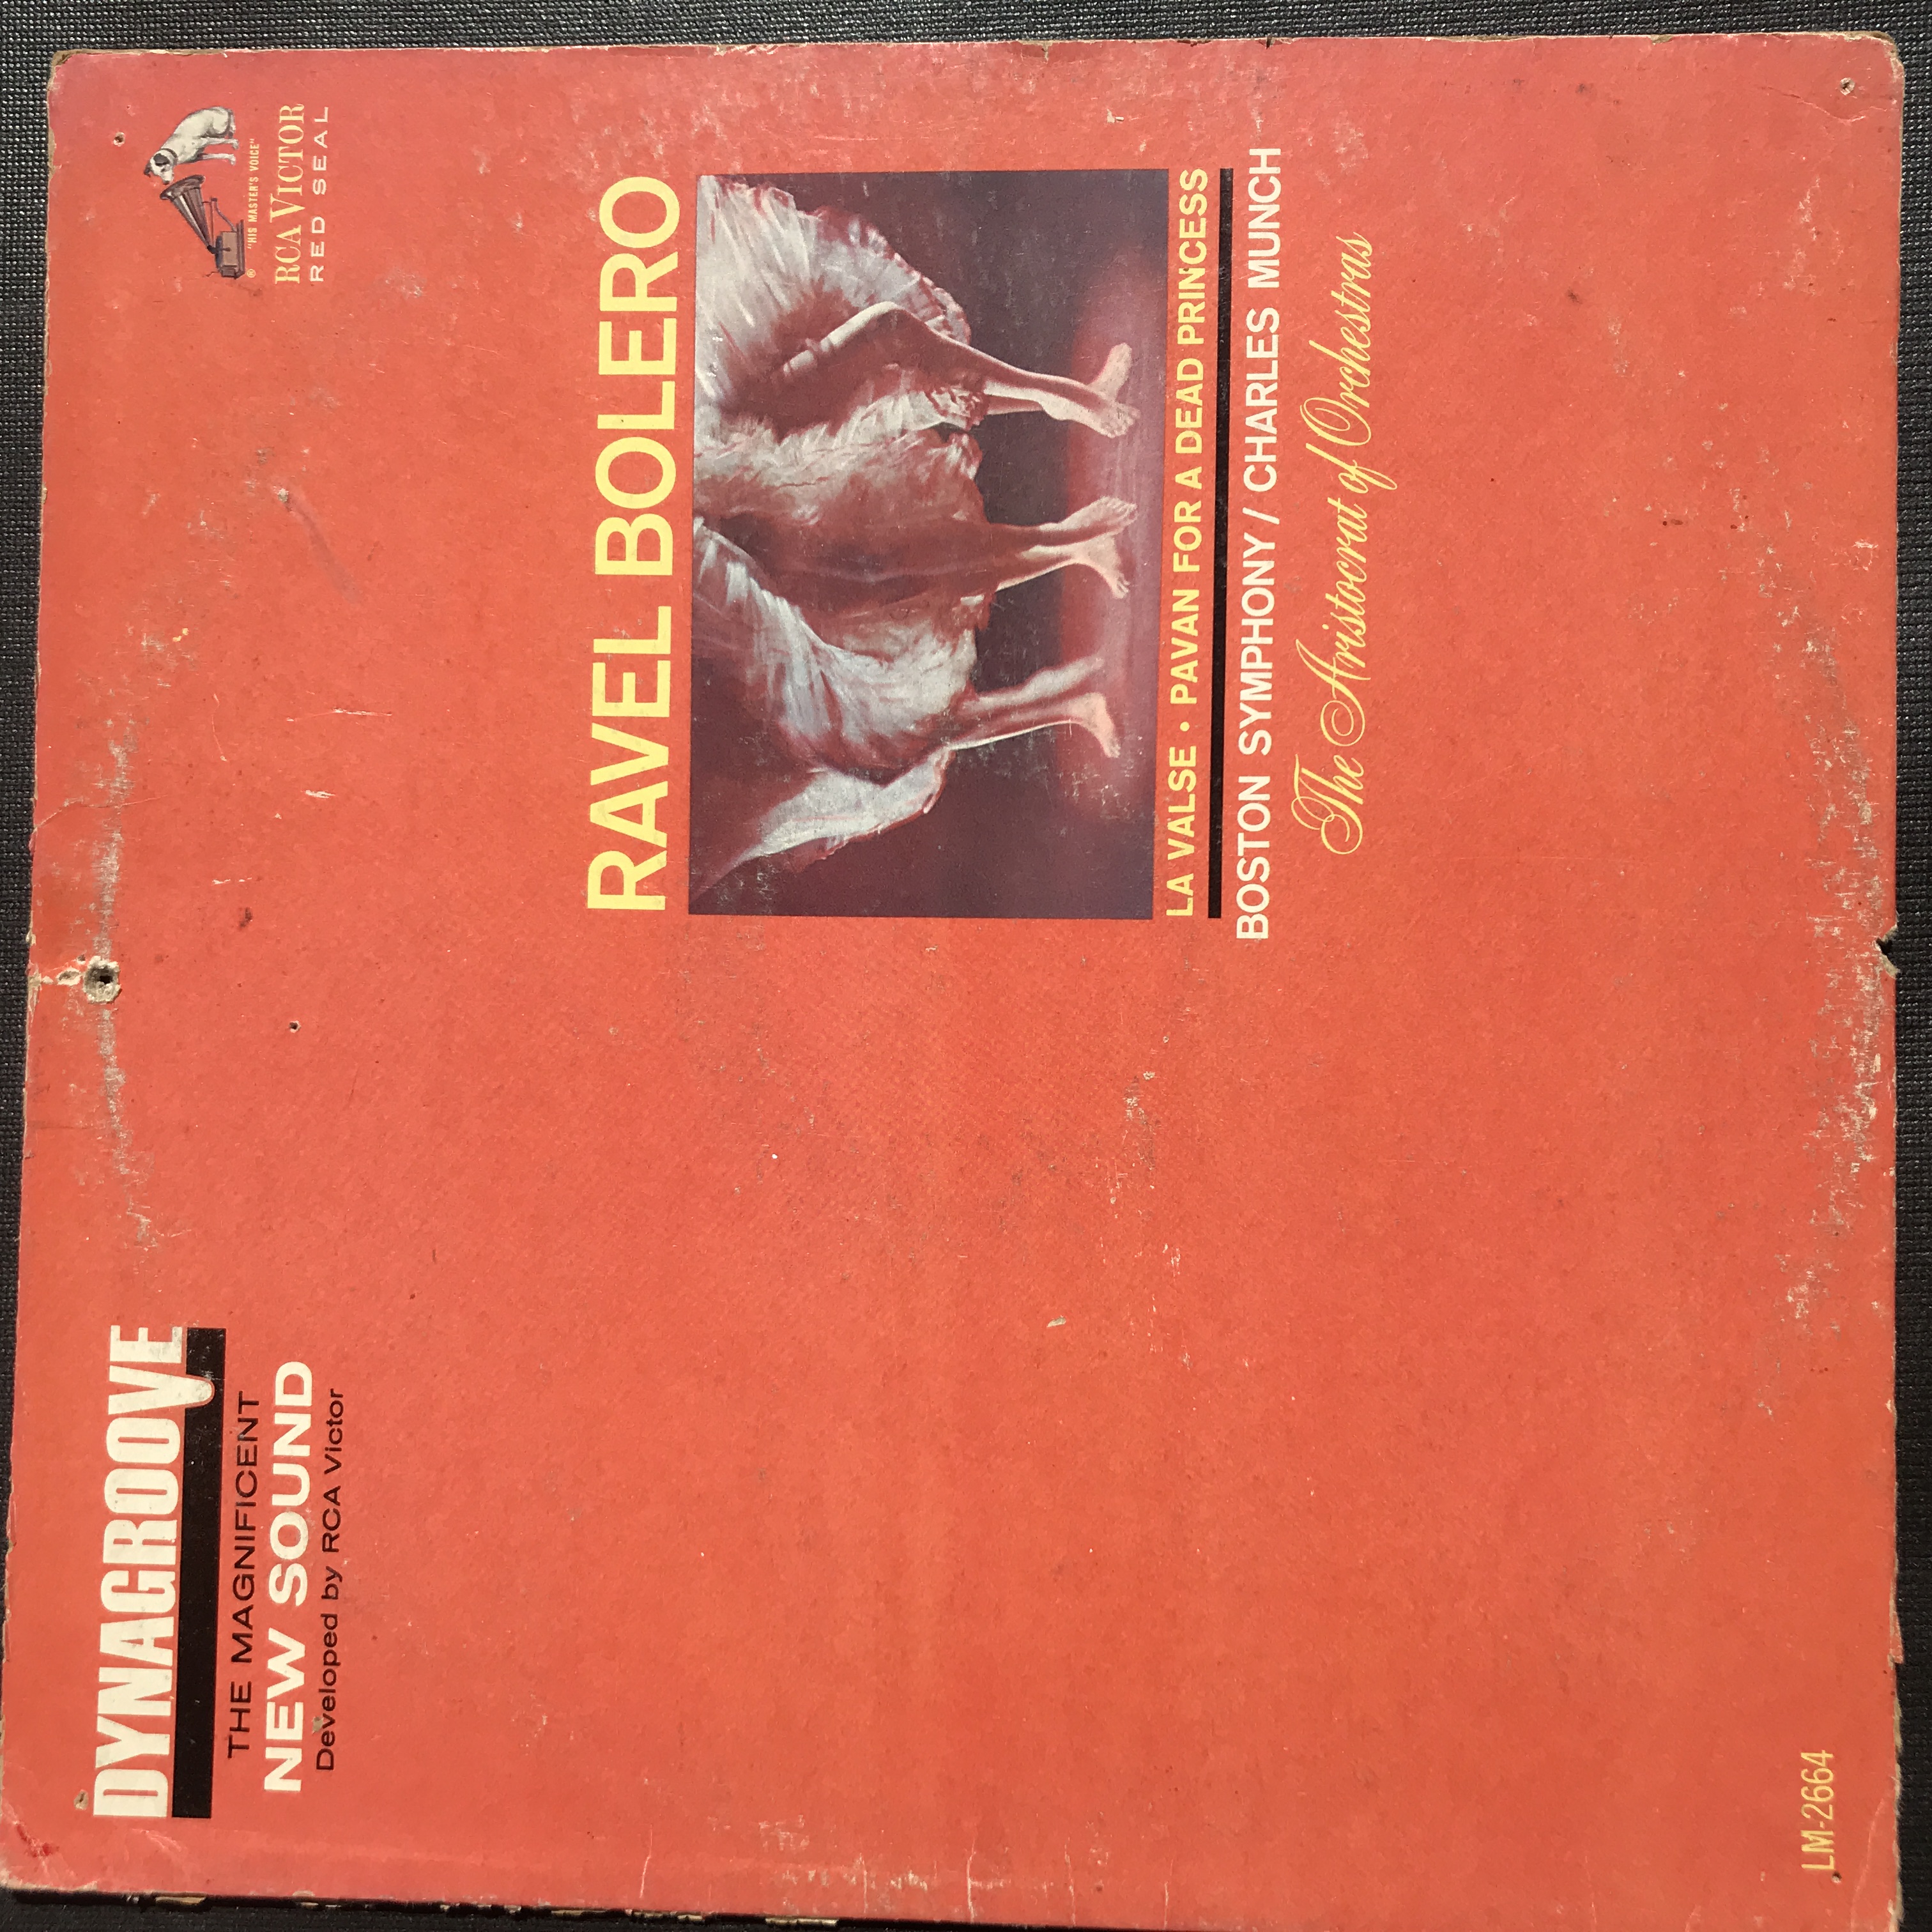 DYNAGROOVE
THE MAGNIFICENT
NEW SOUND
Developed by RCA Victor
® "HIS MASTER'S VOICE"
RCA VICTOR
RED SEAL
RAVEL BOLERO
LA VALSE • PAVAN FOR A DEAD PRINCESS
BOSTON SYMPHONY / CHARLES MUNCH
The Aristocrat of Orchestras
LM-2664